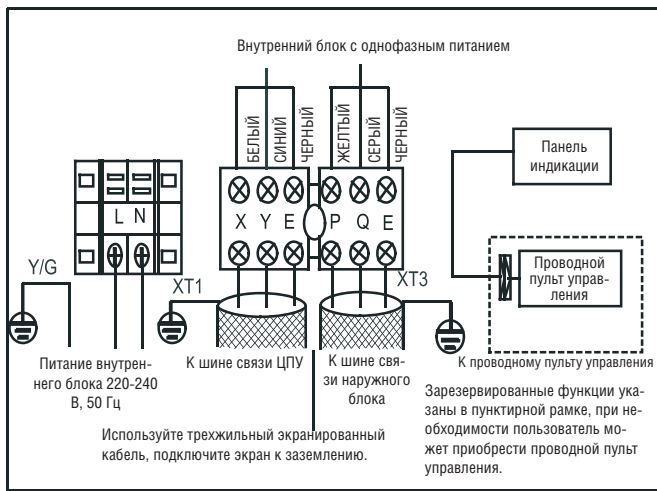 Внутренний блок с однофазным питанием
БЕЛЫЙ
СИНИЙ
ЧЕРНЫЙ
ЖЕЛТЫЙ
СЕРЫЙ
ЧЕРНЫЙ
Панель
индикации
L N
X Y E P Q E
Y/G
XT1
XT3
Проводной
пульт управ-
ления
Питание внутрен-
него блока 220-240
В, 50 Гц
К шине связи ЦПУ
К шине свя-
зи наружного
блока
К проводному пульту управления
Используйте трехжильный экранированный
кабель, подключите экран к заземлению.
Зарезервированные функции ука-
заны в пунктирной рамке, при не-
обходимости пользователь мо-
жет приобрести проводной пульт
управления.